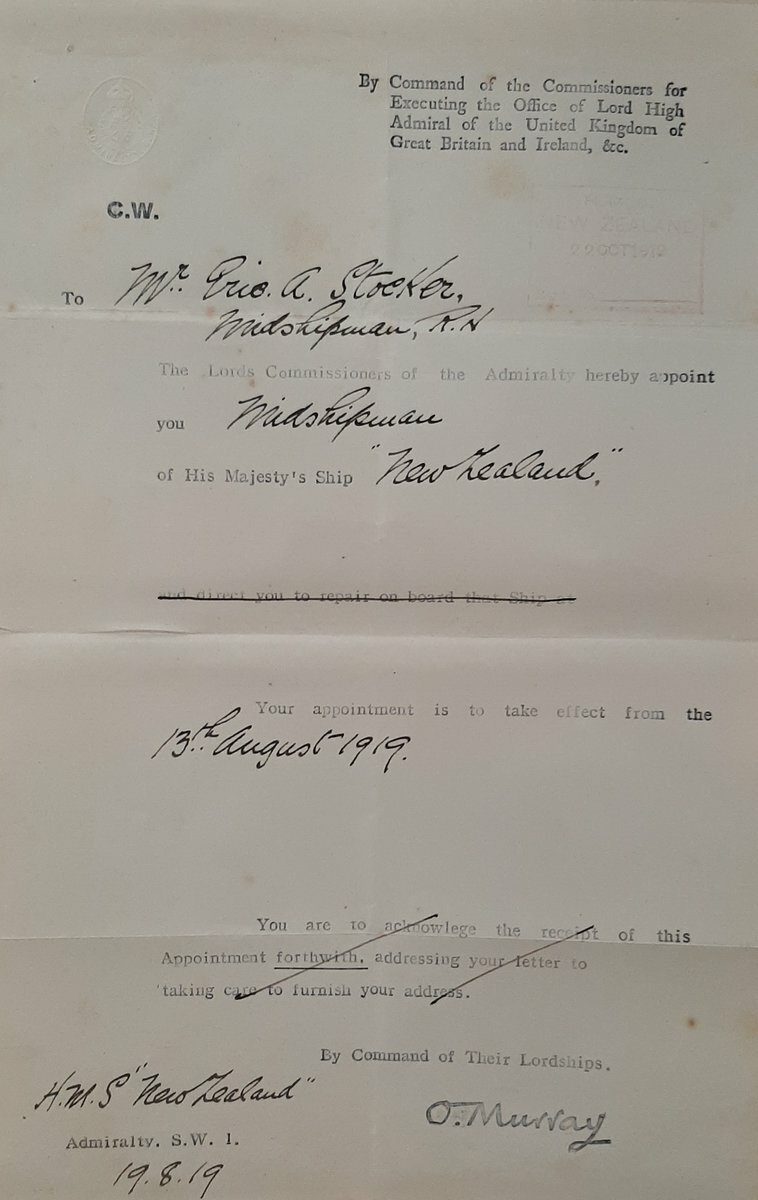 By Command of the Commissioners for
Executing the Office of Lord High
Admiral of the United Kingdom of
Great Britain and Ireland, &c.
C.W.
NEW ZEALAND
22 OCT 1919
To Mr. Eric. A. Stocker,
Midshipman, R.N
The Lords Commissioners of the Admiralty hereby appoint
you Midshipman
of His Majesty's Ship "New Zealand".
and direct you to repair on board that Ship at
Your appointment is to take effect from the
13th August 1919.
You are to acknowlege the receipt of this
Appointment forthwith, addressing your letter to
taking care to furnish your address.
By Command of Their Lordships.
H.M.S "New Zealand"
O. Murray
Admiralty. S.W. 1.
19.8.19